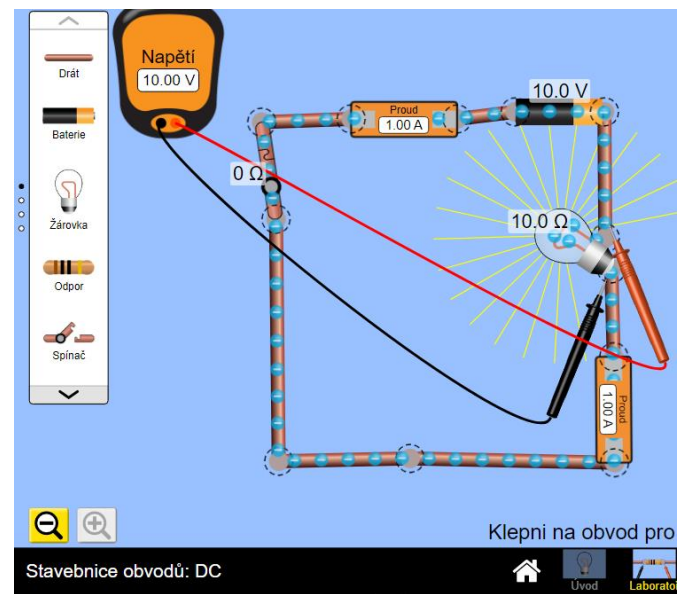 Napětí
10.00 V
Drát
Baterie
Žárovka
Odpor
Spínač
Proud
1.00 A
10.0 V
0 Ω
10.0 Ω
Proud
1.00 A
Klepni na obvod pro
Stavebnice obvodů: DC
Úvod
Laborato